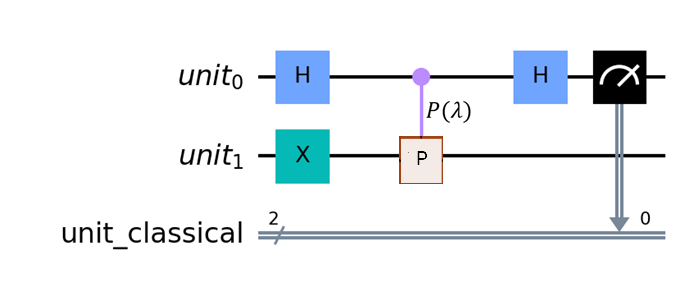 unit₀ H H
P(λ)
unit₁ X P
unit_classical 2 0